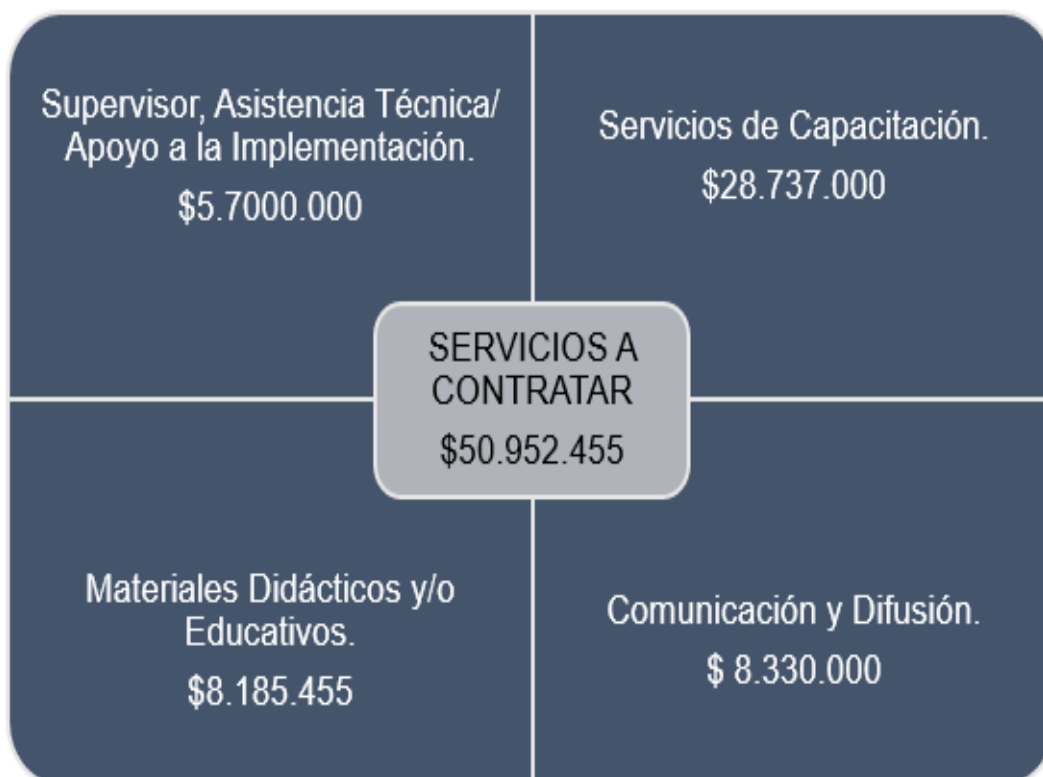 Supervisor, Asistencia Técnica/
Apoyo a la Implementación.
$5.7000.000
Servicios de Capacitación.
$28.737.000
SERVICIOS A
CONTRATAR
$50.952.455
Materiales Didácticos y/o
Educativos.
$8.185.455
Comunicación y Difusión.
$ 8.330.000